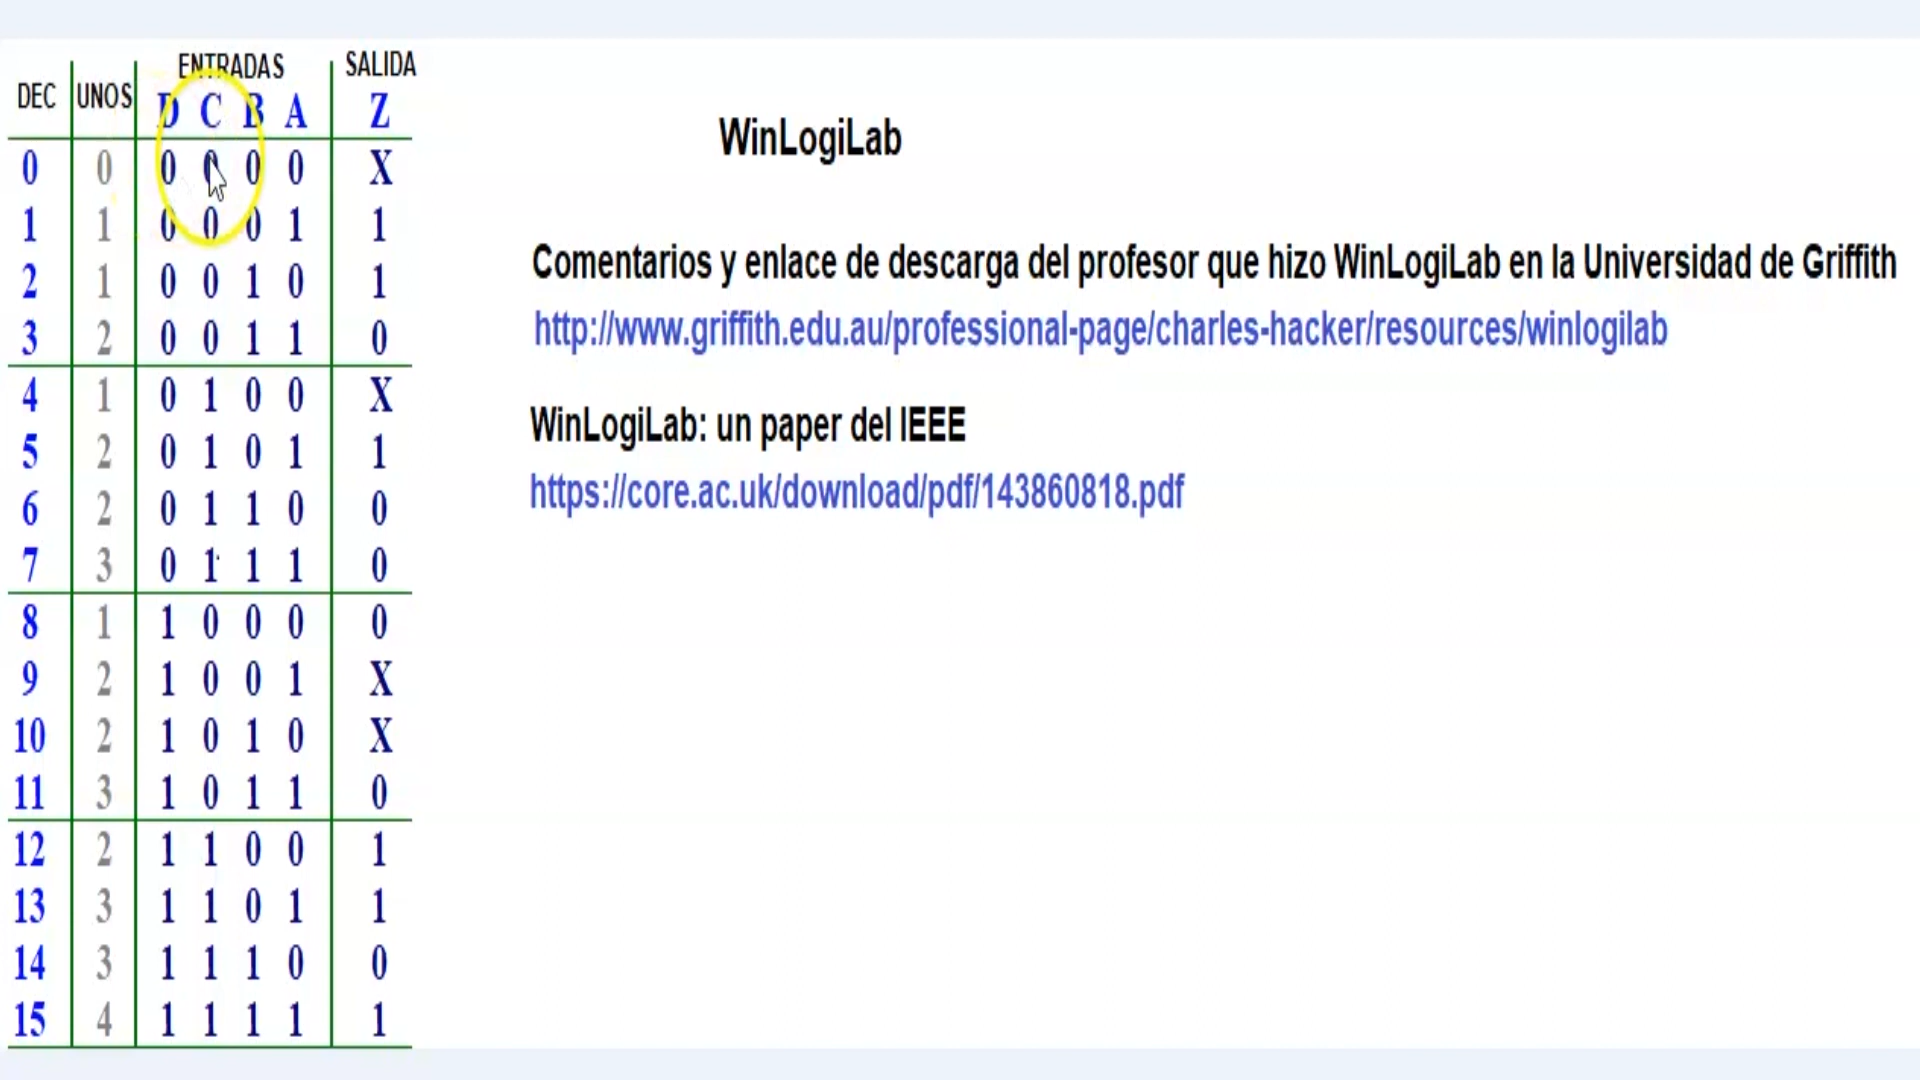 ENTRADAS SALIDA
DEC UNOS D C B A Z
0 0 0 0 0 0 X
1 1 0 0 0 1 1
2 1 0 0 1 0 1
3 2 0 0 1 1 0
4 1 0 1 0 0 X
5 2 0 1 0 1 1
6 2 0 1 1 0 0
7 3 0 1 1 1 0
8 1 1 0 0 0 0
9 2 1 0 0 1 X
10 2 1 0 1 0 X
11 3 1 0 1 1 0
12 2 1 1 0 0 1
13 3 1 1 0 1 1
14 3 1 1 1 0 0
15 4 1 1 1 1 1
WinLogiLab
Comentarios y enlace de descarga del profesor que hizo WinLogiLab en la Universidad de Griffith
http://www.griffith.edu.au/professional-page/charles-hacker/resources/winlogilab
WinLogiLab: un paper del IEEE
https://core.ac.uk/download/pdf/143860818.pdf